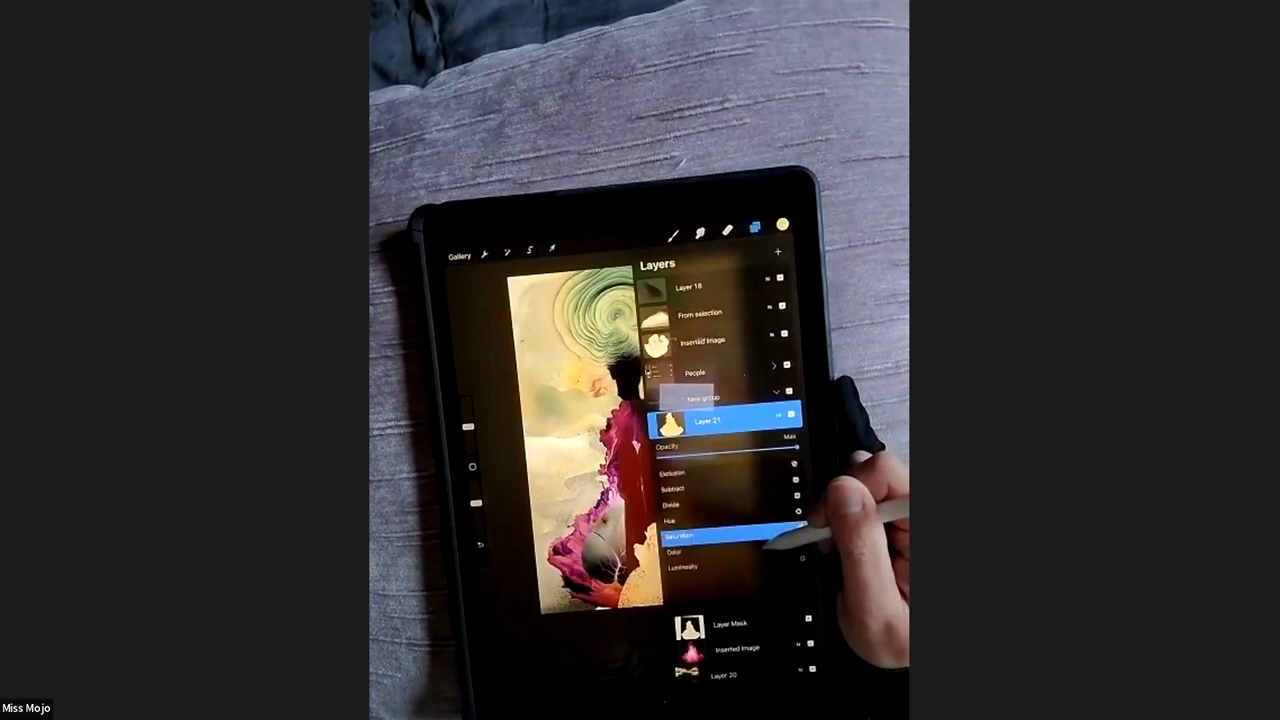 Gallery
Layers
Layer 18
From selection
Inserted Image
People
New group
Layer 21
Opacity
Max
Exclusion
Subtract
Divide
Hue
Saturation
Color
Luminosity
Layer Mask
Inserted Image
N
Layer 20
N
Miss Mojo